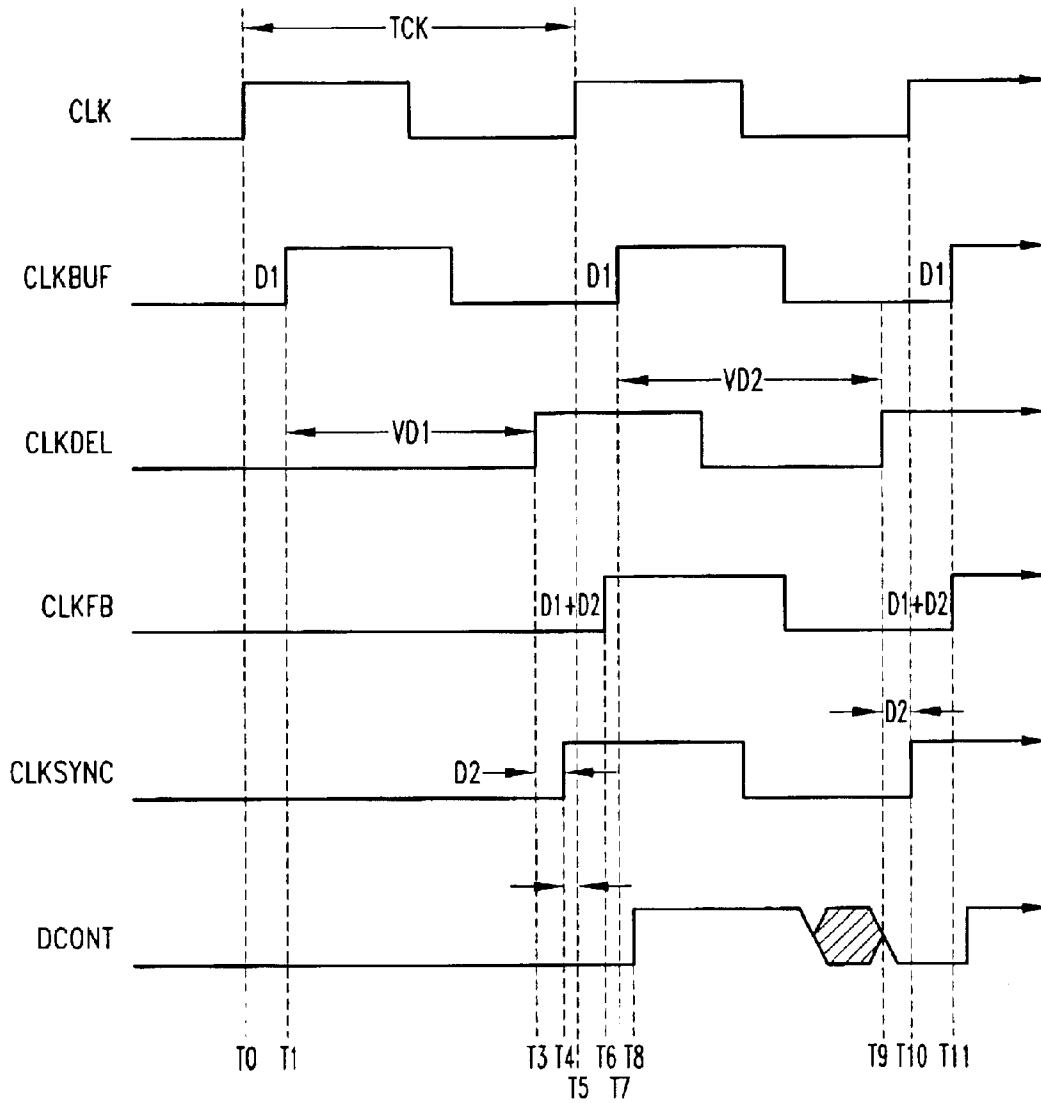 TCK
CLK
CLKBUF D1 D1 D1
VD2
CLKDEL VD1
CLKFB D1+D2 D1+D2
D2
CLKSYNC D2
DCONT
T0 T1 T3 T4 T6 T8 T9 T10 T11
T5 T7